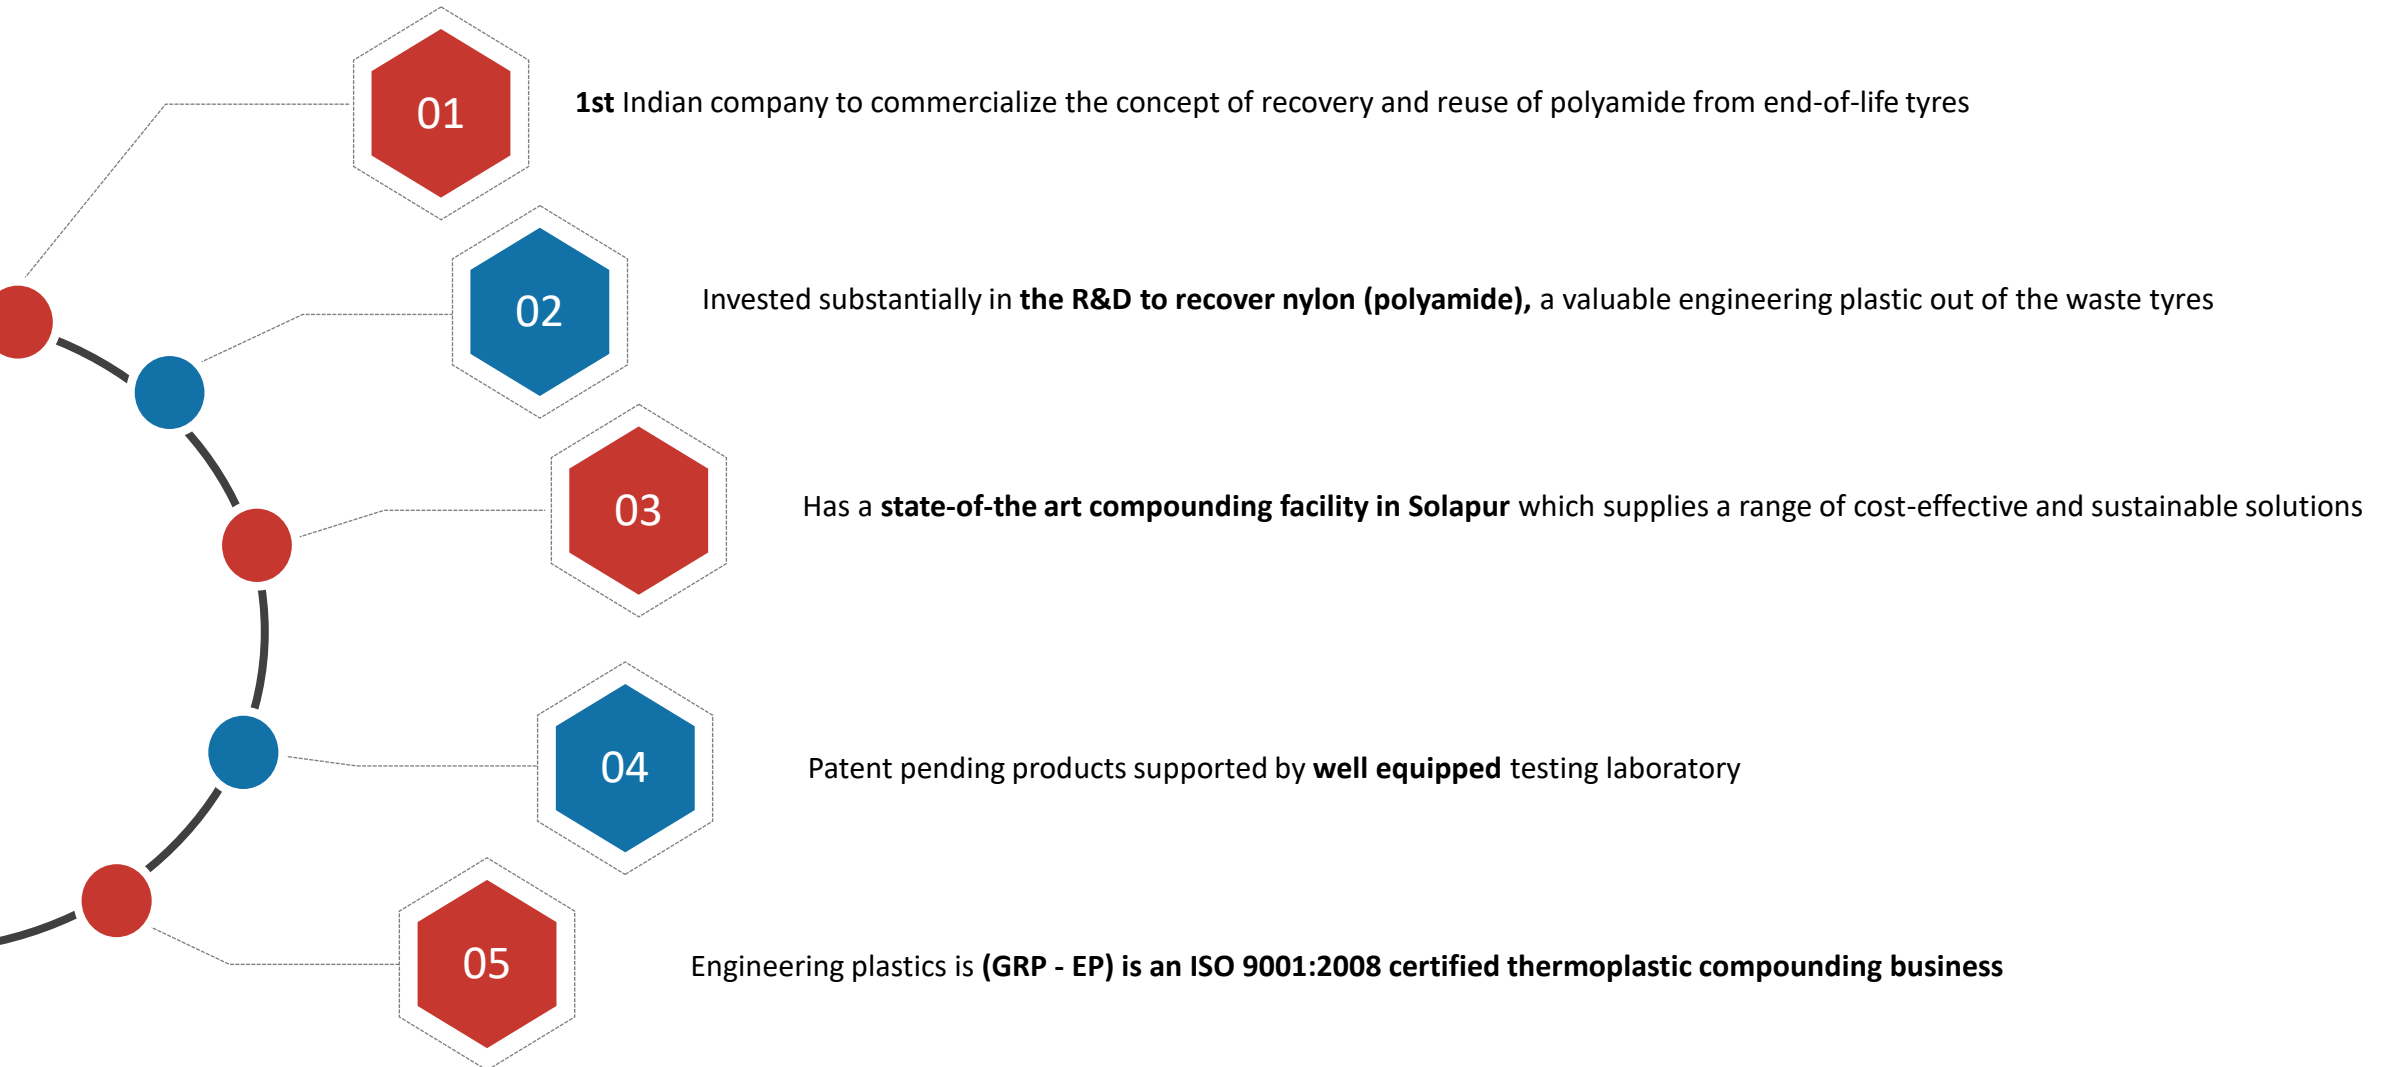 01
1st Indian company to commercialize the concept of recovery and reuse of polyamide from end-of-life tyres
02
Invested substantially in the R&D to recover nylon (polyamide), a valuable engineering plastic out of the waste tyres
03
Has a state-of-the art compounding facility in Solapur which supplies a range of cost-effective and sustainable solutions
04
Patent pending products supported by well equipped testing laboratory
05
Engineering plastics is (GRP - EP) is an ISO 9001:2008 certified thermoplastic compounding business